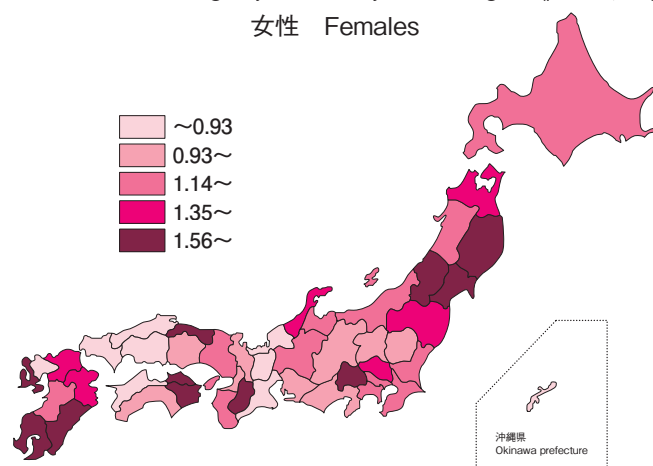 女性 Females
～0.93
0.93～
1.14～
1.35～
1.56～
沖縄県
Okinawa prefecture